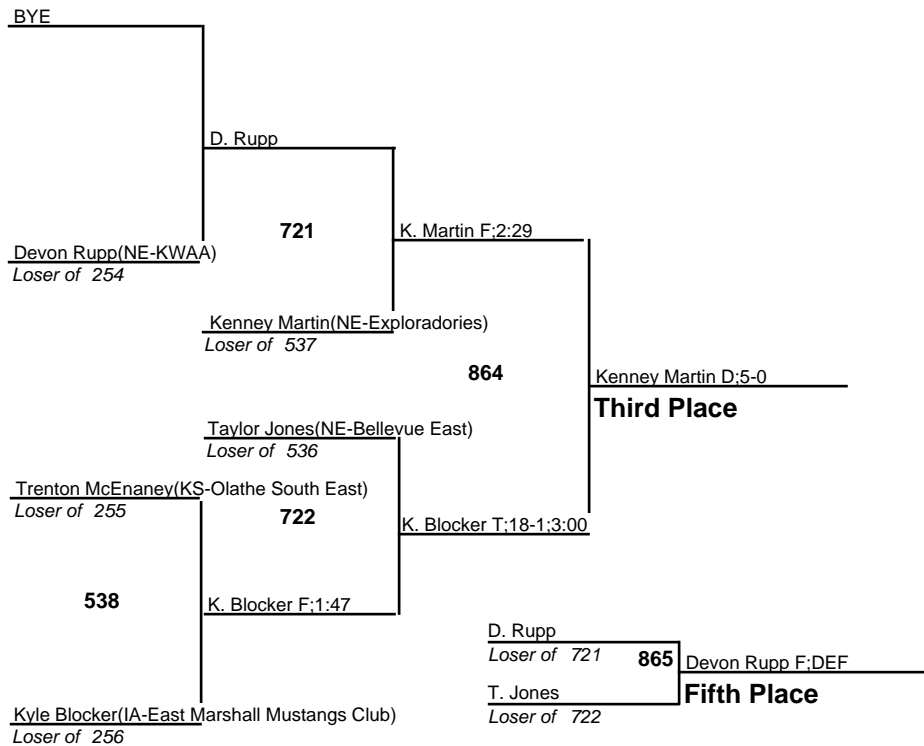 BYE
D. Rupp
721
K. Martin F;2:29
Devon Rupp(NE-KWAA)
Loser of 254
Kenney Martin(NE-Exploradories)
Loser of 537
864
Kenney Martin D;5-0
Third Place
Taylor Jones(NE-Bellevue East)
Loser of 536
Trenton McEnaney(KS-Olathe South East)
Loser of 255
722
K. Blocker T;18-1;3:00
538
K. Blocker F;1:47
D. Rupp
Loser of 721
865
Devon Rupp F;DEF
Fifth Place
T. Jones
Loser of 722
Kyle Blocker(IA-East Marshall Mustangs Club)
Loser of 256